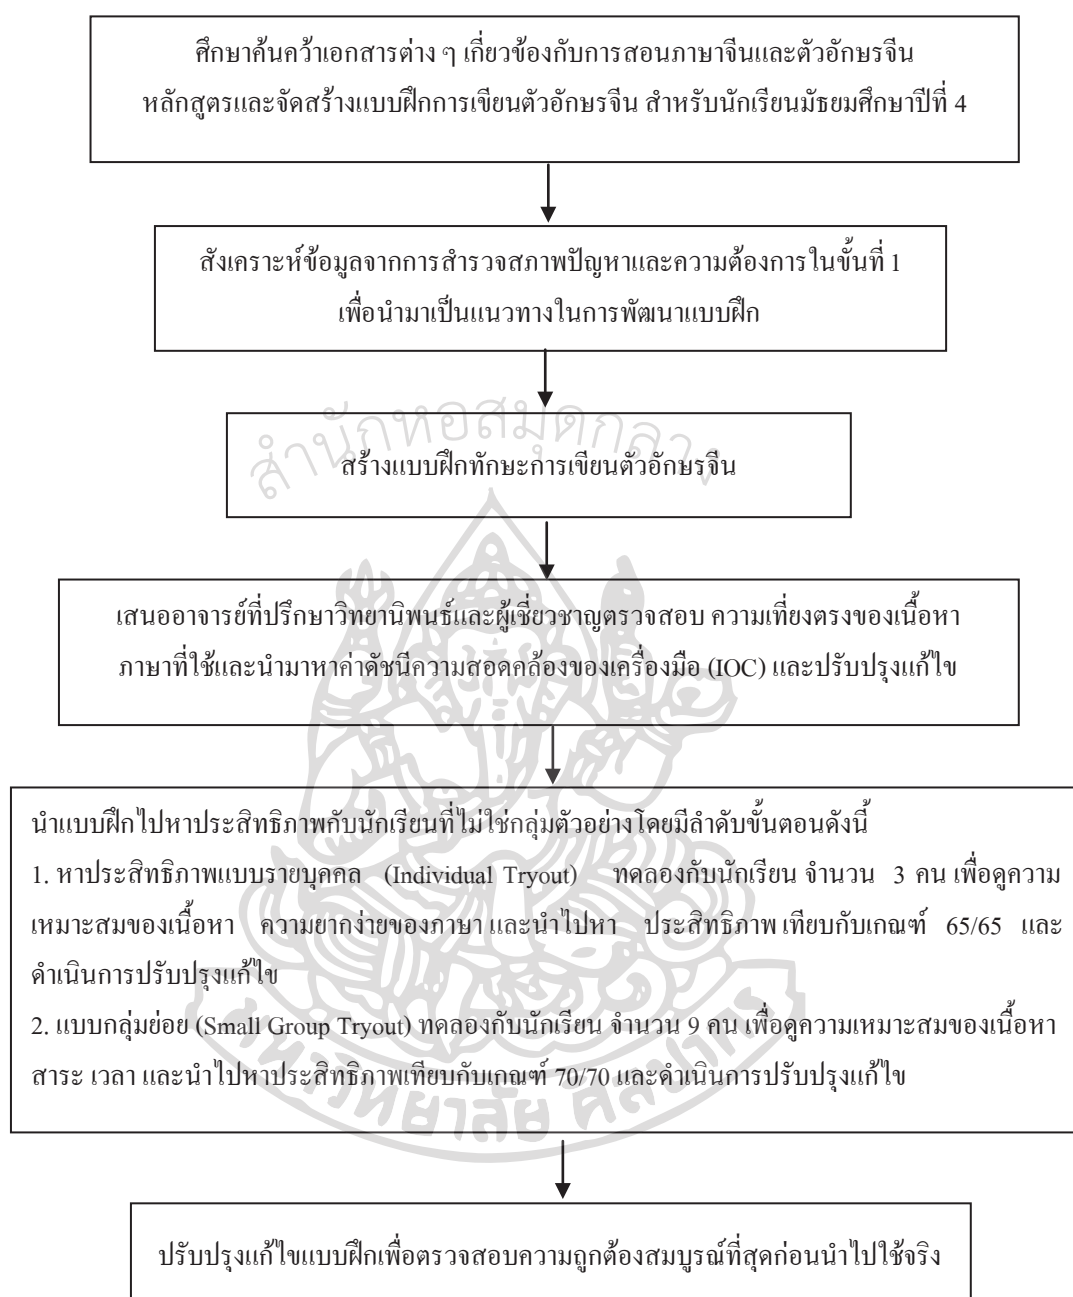 ศึกษาค้นคว้าเอกสารต่าง ๆ เกี่ยวข้องกับการสอนภาษาจีนและตัวอักษรจีน
หลักสูตรและจัดสร้างแบบฝึกการเขียนตัวอักษรจีน สำหรับนักเรียนมัธยมศึกษาปีที่ 4
สังเคราะห์ข้อมูลจากการสำรวจสภาพปัญหาและความต้องการในขั้นที่ 1
เพื่อนำมาเป็นแนวทางในการพัฒนาแบบฝึก
สำนักหอสมุดกลาง
สร้างแบบฝึกทักษะการเขียนตัวอักษรจีน
เสนออาจารย์ที่ปรึกษาวิทยานิพนธ์และผู้เชี่ยวชาญตรวจสอบ ความเที่ยงตรงของเนื้อหา
ภาษาที่ใช้และนำมาหาค่าดัชนีความสอดคล้องของเครื่องมือ (IOC) และปรับปรุงแก้ไข
นำแบบฝึกไปหาประสิทธิภาพกับนักเรียนที่ไม่ใช่กลุ่มตัวอย่างโดยมีลำดับขั้นตอนดังนี้
1. หาประสิทธิภาพแบบรายบุคคล (Individual Tryout) ทดลองกับนักเรียน จำนวน 3 คน เพื่อดูความ
เหมาะสมของเนื้อหา ความยากง่ายของภาษา และนำไปหา ประสิทธิภาพ เทียบกับเกณฑ์ 65/65 และ
ดำเนินการปรับปรุงแก้ไข
2. แบบกลุ่มย่อย (Small Group Tryout) ทดลองกับนักเรียน จำนวน 9 คน เพื่อดูความเหมาะสมของเนื้อหา
สาระ เวลา และนำไปหาประสิทธิภาพเทียบกับเกณฑ์ 70/70 และดำเนินการปรับปรุงแก้ไข
มหาวิทยาลัย ศิลปากร
ปรับปรุงแก้ไขแบบฝึกเพื่อตรวจสอบความถูกต้องสมบูรณ์ที่สุดก่อนนำไปใช้จริง